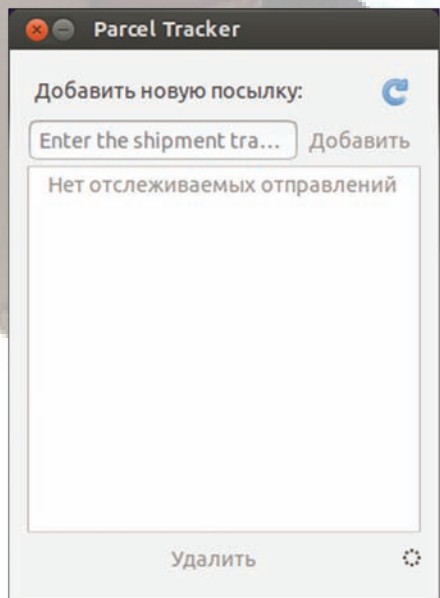 Parcel Tracker
Добавить новую посылку:
Enter the shipment tra... Добавить
Нет отслеживаемых отправлений
Удалить